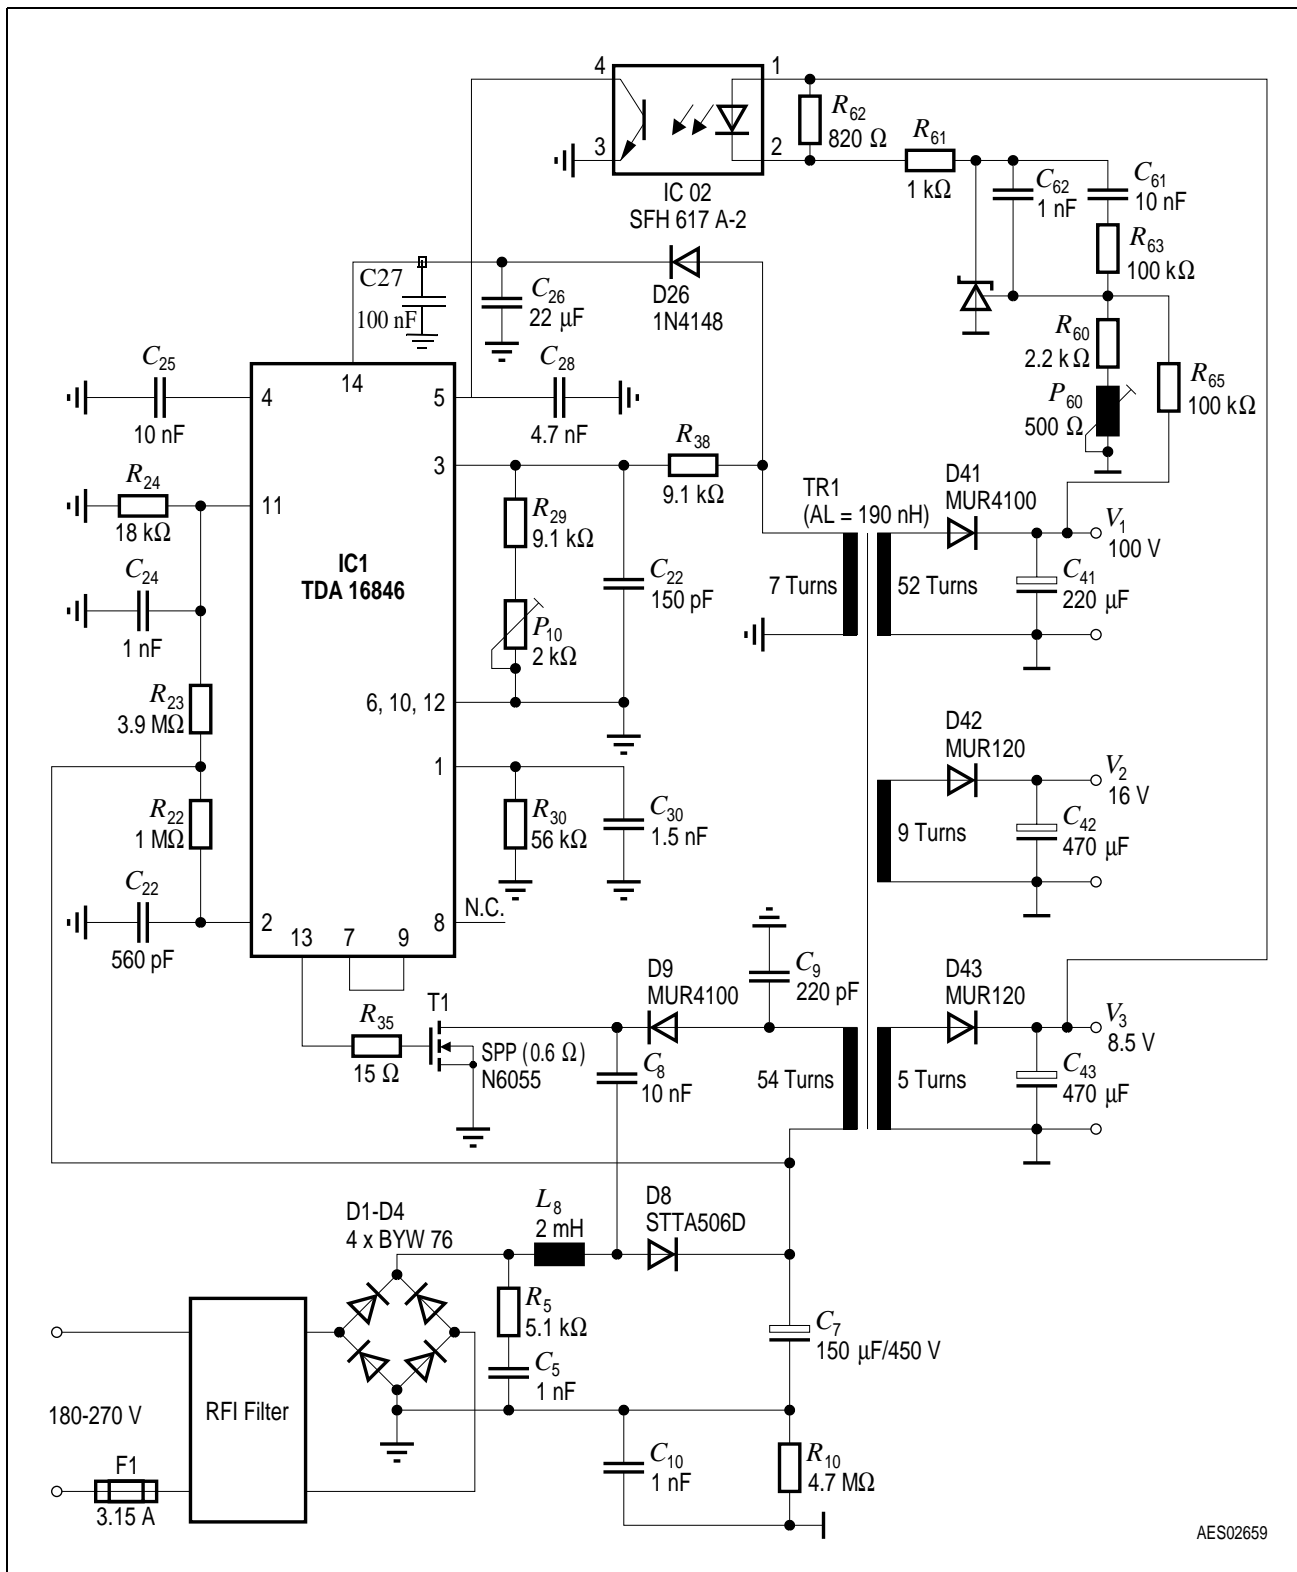 4
1
3
2
IC 02
SFH 617 A-2
R62
820 Ω
R61
1 kΩ
C62
1 nF
C61
10 nF
R63
100 kΩ
C27
100 nF
C26
22 µF
D26
1N4148
R60
2.2 k Ω
P60
500 Ω
R65
100 kΩ
C25
10 nF
4
14
5
C28
4.7 nF
R24
18 kΩ
11
3
R38
9.1 kΩ
R29
9.1 kΩ
C22
150 pF
P10
2 kΩ
IC1
TDA 16846
C24
1 nF
TR1
(AL = 190 nH)
7 Turns
52 Turns
D41
MUR4100
V1
100 V
C41
220 µF
R23
3.9 MΩ
6, 10, 12
1
R22
1 MΩ
R30
56 kΩ
C30
1.5 nF
D42
MUR120
V2
16 V
9 Turns
C42
470 µF
C22
560 pF
2
13
7
9
8
N.C.
D9
MUR4100
C9
220 pF
D43
MUR120
V3
8.5 V
T1
R35
15 Ω
SPP (0.6 Ω)
N6055
C8
10 nF
54 Turns
5 Turns
C43
470 µF
D1-D4
4 x BYW 76
L8
2 mH
D8
STTA506D
R5
5.1 kΩ
C5
1 nF
C7
150 µF/450 V
180-270 V
RFI Filter
F1
3.15 A
C10
1 nF
R10
4.7 MΩ
AES02659